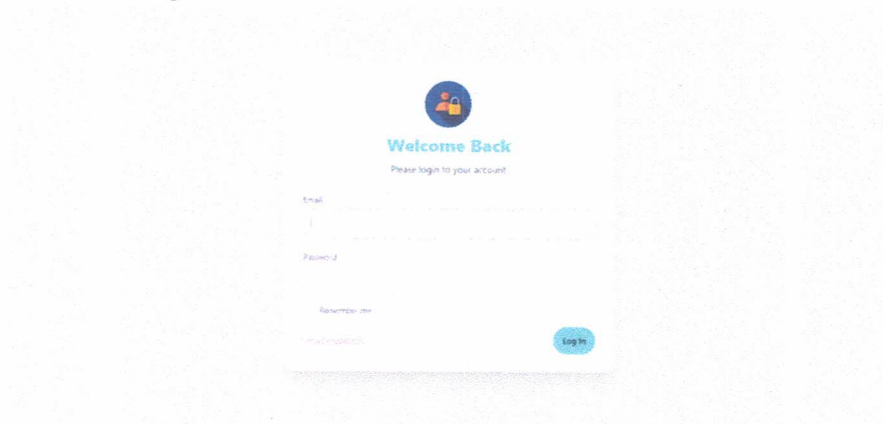 Welcome Back
Please login to your account
Email
Password
Remember me
Log In